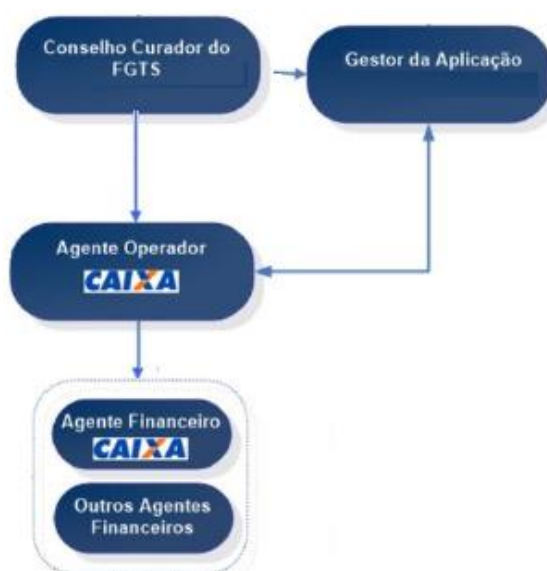 Conselho Curador do
FGTS
Gestor da Aplicação
Agente Operador
CAIXA
Agente Financeiro
CAIXA
Outros Agentes
Financeiros